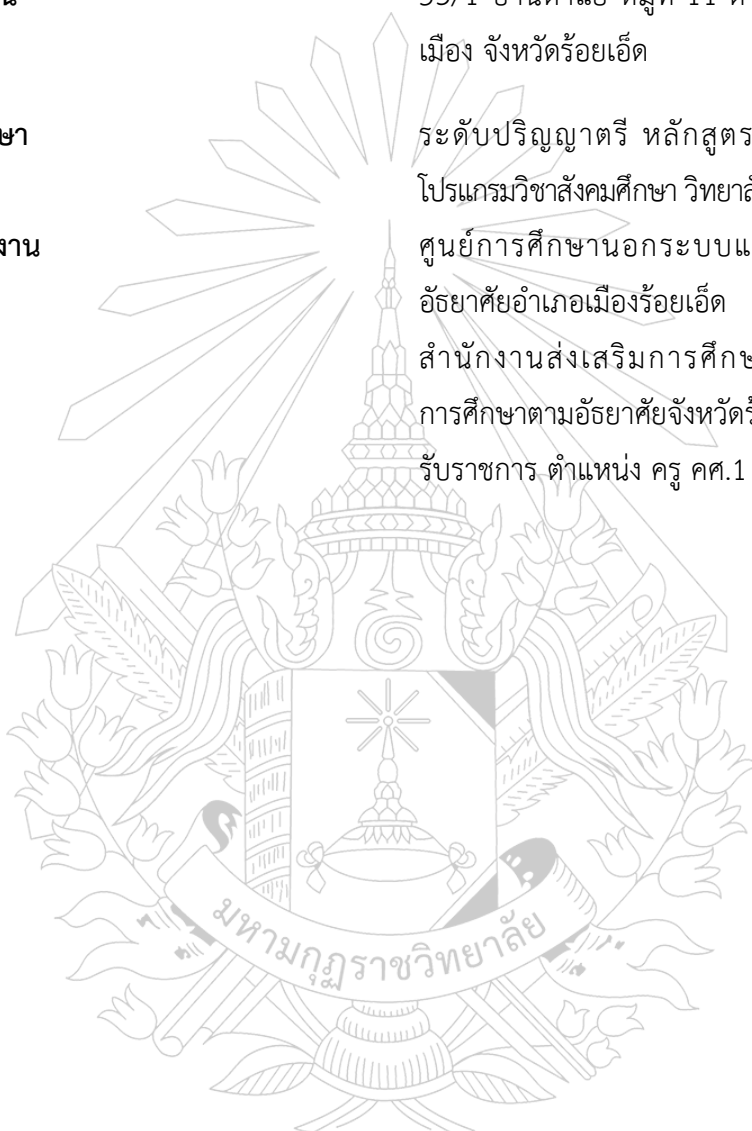 เมือง จังหวัดร้อยเอ็ด
ษา ระดับปริญญาตรี หลักสูตร
โปรแกรมวิชาสังคมศึกษา
งาน ศูนย์การศึกษานอกระบบแ
อัธยาศัยอำเภอเมืองร้อยเอ็ด
สำนักงานส่งเสริมการศึกษ
การศึกษาตามอัธยาศัยจังหวัดร้
รับราชการ ตำแหน่ง ครู คศ.1
มหามกุฏราชวิทยาลัย